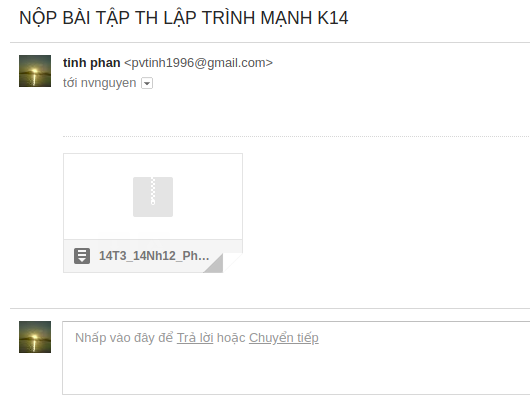 NỘP BÀI TẬP TH LẬP TRÌNH MẠNH K14
tinh phan <pvtinh1996@gmail.com>
tới nvnguyen
14T3_14Nh12_Ph…
Nhấp vào đây để Trả lời hoặc Chuyển tiếp